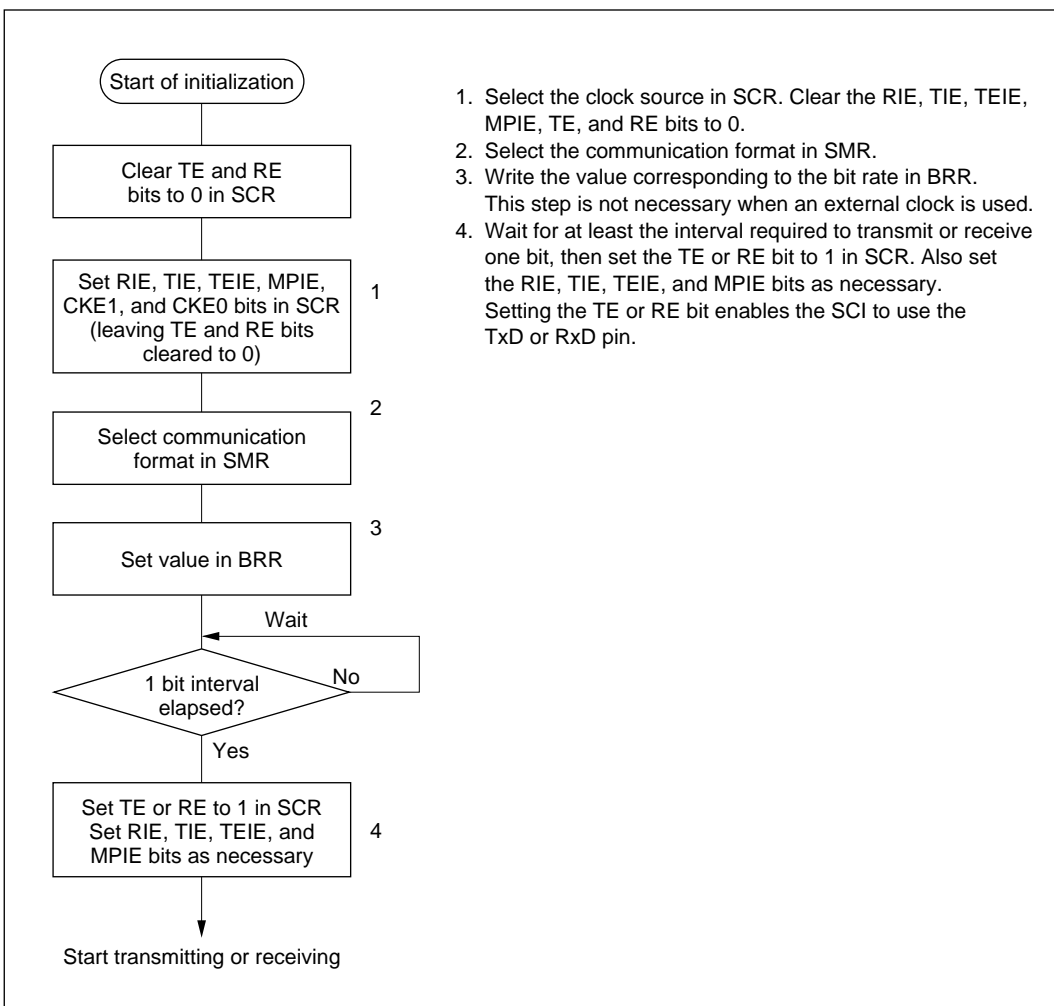 Start of initialization
Clear TE and RE
bits to 0 in SCR
Set RIE, TIE, TEIE, MPIE,
CKE1, and CKE0 bits in SCR
(leaving TE and RE bits
cleared to 0)
1
2
Select communication
format in SMR
3
Set value in BRR
Wait
1 bit interval
elapsed?
No
Yes
Set TE or RE to 1 in SCR
Set RIE, TIE, TEIE, and
MPIE bits as necessary
4
Start transmitting or receiving
1. Select the clock source in SCR. Clear the RIE, TIE, TEIE,
MPIE, TE, and RE bits to 0.
2. Select the communication format in SMR.
3. Write the value corresponding to the bit rate in BRR.
This step is not necessary when an external clock is used.
4. Wait for at least the interval required to transmit or receive
one bit, then set the TE or RE bit to 1 in SCR. Also set
the RIE, TIE, TEIE, and MPIE bits as necessary.
Setting the TE or RE bit enables the SCI to use the
TxD or RxD pin.